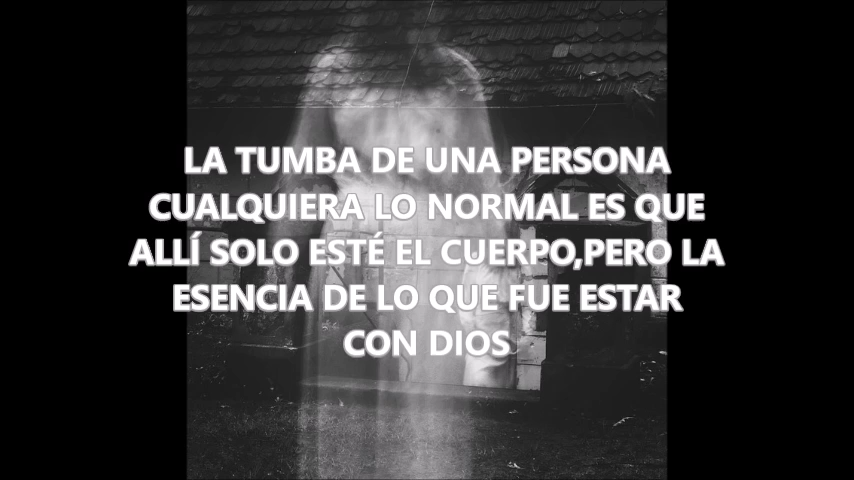 LA TUMBA DE UNA PERSONA
CUALQUIERA LO NORMAL ES QUE
ALLÍ SOLO ESTÉ EL CUERPO,PERO LA
ESENCIA DE LO QUE FUE ESTAR
CON DIOS